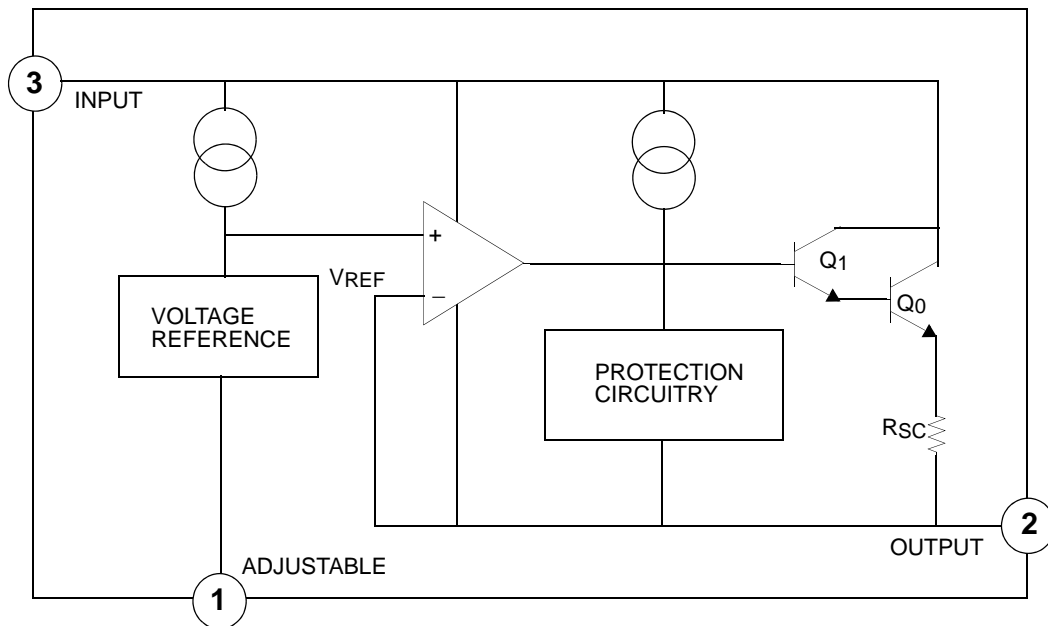 3
INPUT
+
Q1
VREF
−
Q0
VOLTAGE
REFERENCE
PROTECTION
CIRCUITRY
RSC
2
OUTPUT
ADJUSTABLE
1